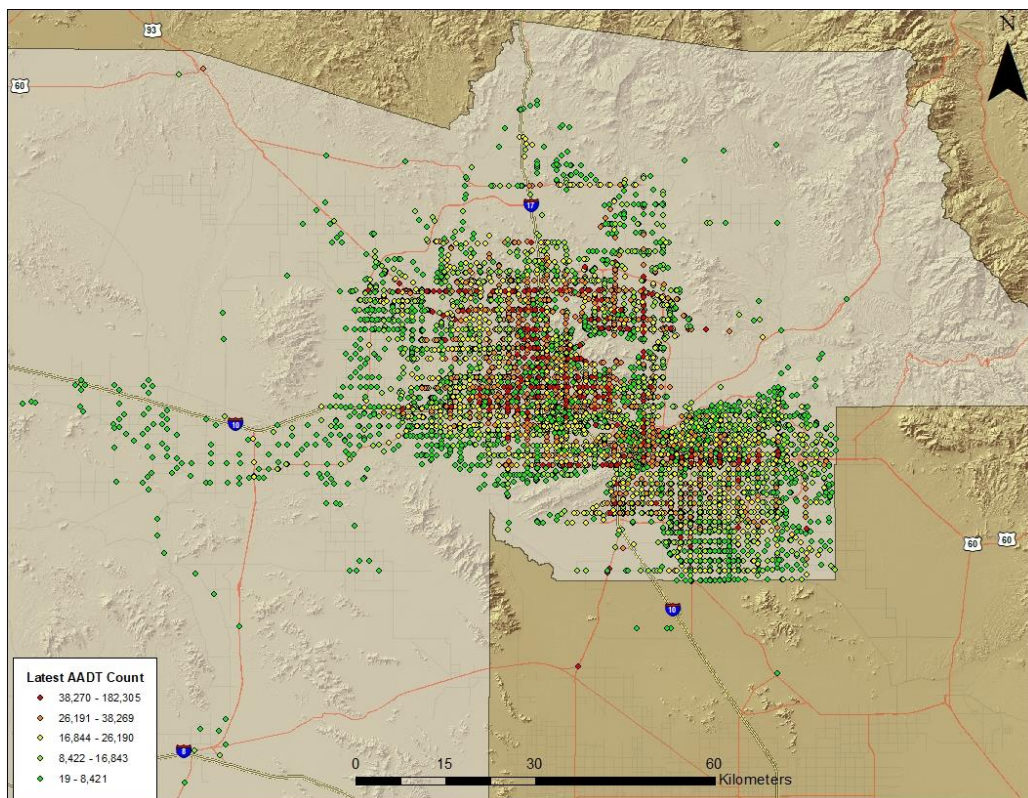 93
N
60
17
10
60
60
10
Latest AADT Count
38,270 - 182,305
26,191 - 38,269
16,844 - 26,190
8,422 - 16,843
19 - 8,421
8
0 15 30 60
Kilometers